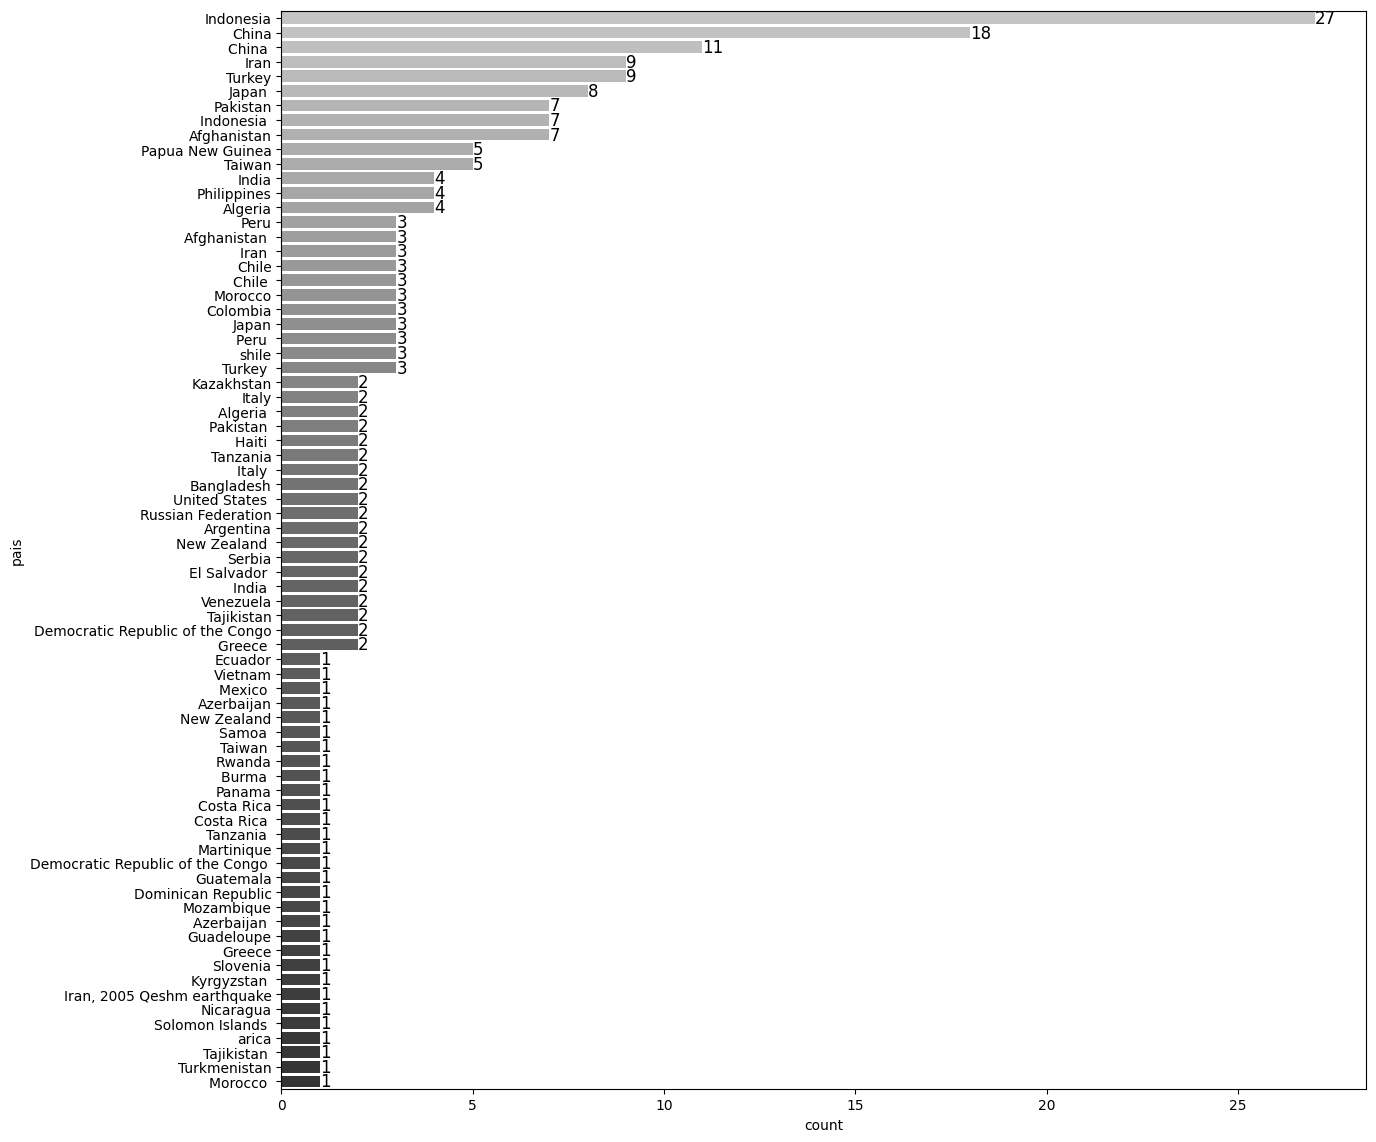 Indonesia 27
China 18
China 11
Iran 9
Turkey 9
Japan 8
Pakistan 7
Indonesia 7
Afghanistan 7
Papua New Guinea 5
Taiwan 5
India 4
Philippines 4
Algeria 4
Peru 3
Afghanistan 3
Iran 3
Chile 3
Chile 3
Morocco 3
Colombia 3
Japan 3
Peru 3
shile 3
Turkey 3
Kazakhstan 2
Italy 2
Algeria 2
Pakistan 2
Haiti 2
Tanzania 2
Italy 2
Bangladesh 2
United States 2
Russian Federation 2
Argentina 2
New Zealand 2
Serbia 2
El Salvador 2
India 2
Venezuela 2
Tajikistan 2
Democratic Republic of the Congo 2
Greece 2
Ecuador 1
Vietnam 1
Mexico 1
Azerbaijan 1
New Zealand 1
Samoa 1
Taiwan 1
Rwanda 1
Burma 1
Panama 1
Costa Rica 1
Costa Rica 1
Tanzania 1
Martinique 1
Democratic Republic of the Congo 1
Guatemala 1
Dominican Republic 1
Mozambique 1
Azerbaijan 1
Guadeloupe 1
Greece 1
Slovenia 1
Kyrgyzstan 1
Iran, 2005 Qeshm earthquake 1
Nicaragua 1
Solomon Islands 1
arica 1
Tajikistan 1
Turkmenistan 1
Morocco 1
pais
0 5 10 15 20 25
count